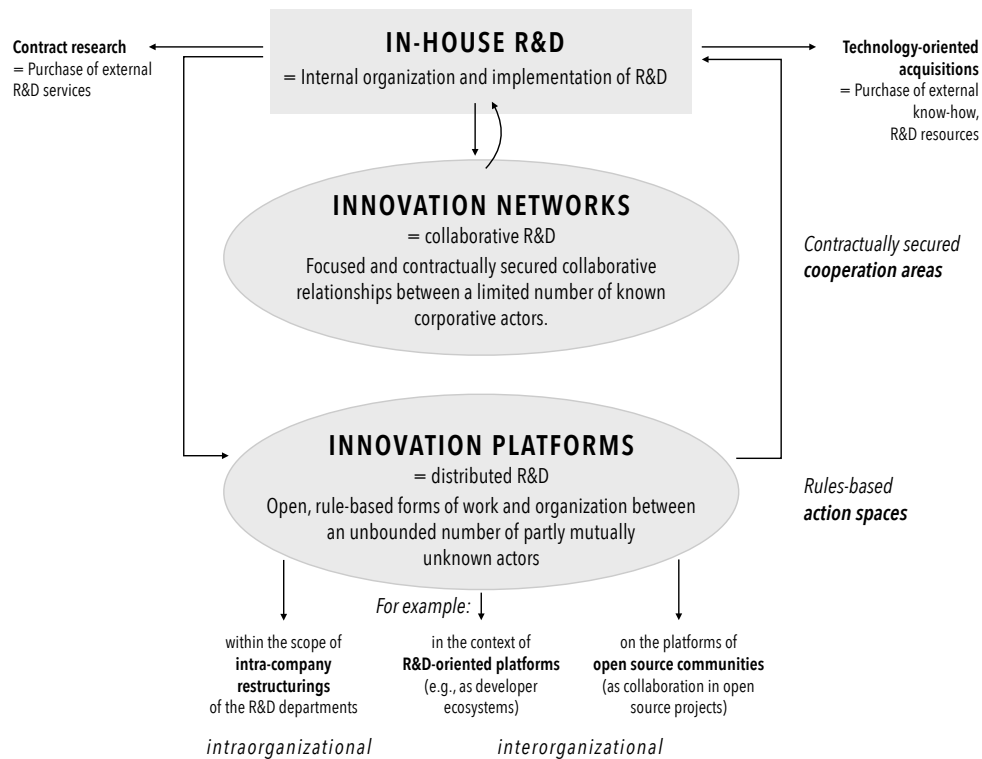 IN-HOUSE R&D
= Internal organization and implementation of R&D
Contract research
= Purchase of external
R&D services
Technology-oriented
acquisitions
= Purchase of external
know-how,
R&D resources
INNOVATION NETWORKS
= collaborative R&D
Focused and contractually secured collaborative
relationships between a limited number of known
corporative actors.
Contractually secured
cooperation areas
INNOVATION PLATFORMS
= distributed R&D
Open, rule-based forms of work and organization between
an unbounded number of partly mutually
unknown actors
Rules-based
action spaces
For example:
within the scope of
intra-company
restructurings
of the R&D departments
in the context of
R&D-oriented platforms
(e.g., as developer
ecosystems)
on the platforms of
open source communities
(as collaboration in open
source projects)
intraorganizational
interorganizational